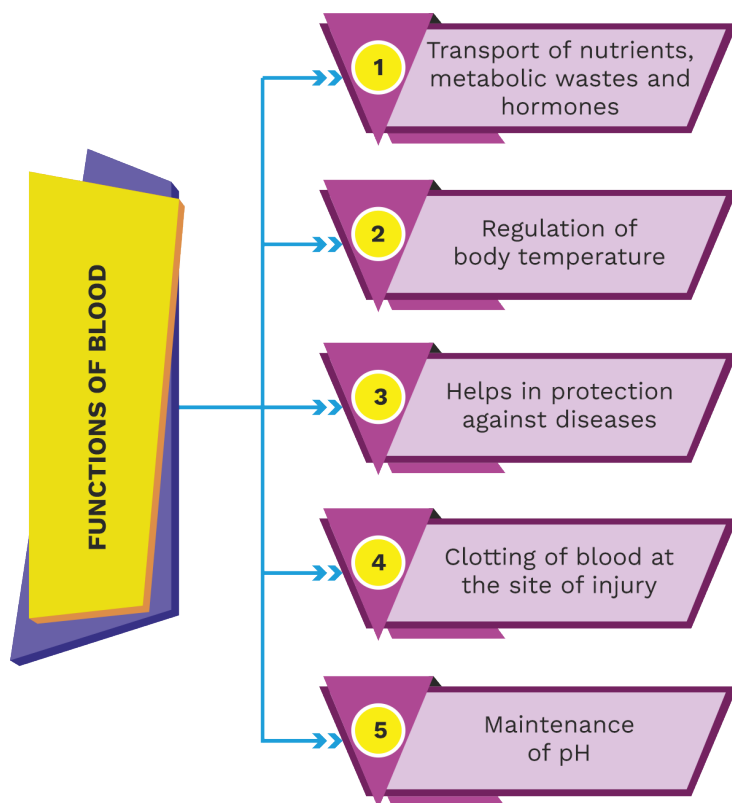 FUNCTIONS OF BLOOD
1
Transport of nutrients,
metabolic wastes and
hormones
2
Regulation of
body temperature
3
Helps in protection
against diseases
4
Clotting of blood at
the site of injury
5
Maintenance
of pH